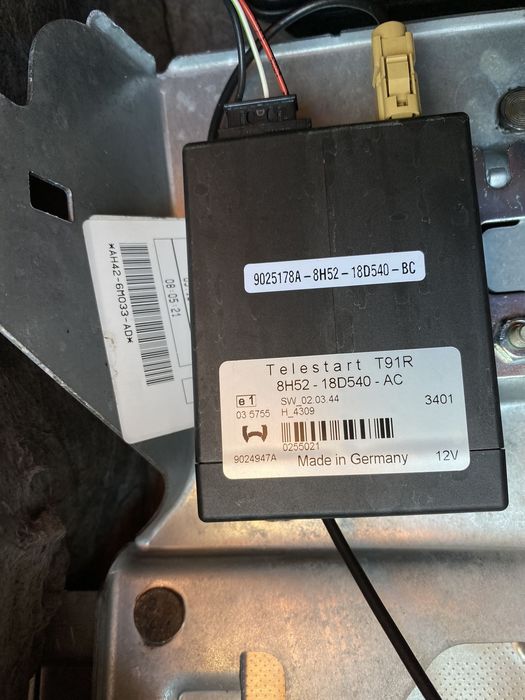 *AH42-6M033-AD*
08.05.21
9025178A-8H52-18D540-BC
Telestart T91R
8H52 - 18D540 - AC
e1
SW_02.03.44
3401
03 5755
H_4309
0255021
9024947A
Made in Germany
12V